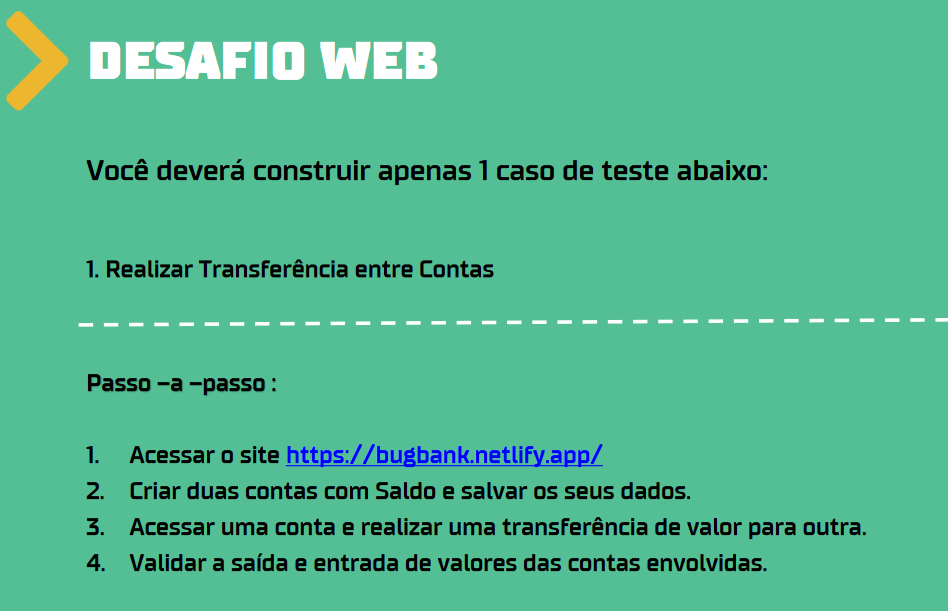 DESAFIO WEB
Você deverá construir apenas 1 caso de teste abaixo:
1. Realizar Transferência entre Contas
Passo –a –passo :
1. Acessar o site https://bugbank.netlify.app/
2. Criar duas contas com Saldo e salvar os seus dados.
3. Acessar uma conta e realizar uma transferência de valor para outra.
4. Validar a saída e entrada de valores das contas envolvidas.